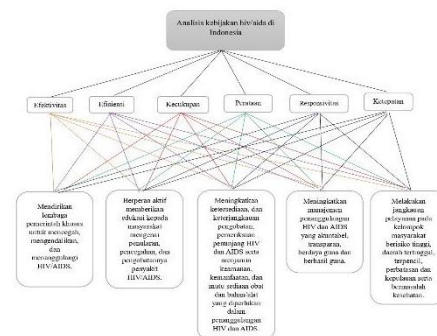 Analisis kebijakan hiv/aids di
Indonesia
Efektivitas
Efisiensi
Kecukupan
Perataan
Responsivitas
Ketepatan
Mendirikan
lembaga
pemerintah khusus
untuk mencegah,
mengendalikan,
dan
menanggulangi
HIV/AIDS.
Berperan aktif
memberikan
edukasi kepada
masyarakat
mengenai
penularan,
pencegahan, dan
pengobatannya
penyakit
HIV/AIDS.
Meningkatkan
ketersediaan, dan
keterjangkauan
pengobatan,
pemeriksaan
penunjang HIV
dan AIDS serta
menjamin
keamanan,
kemanfaatan, dan
mutu sediaan obat
dan bahan/alat
yang diperlukan
dalam
penanggulangan
HIV dan AIDS.
Meningkatkan
manajemen
penanggulangan
HIV dan AIDS
yang akuntabel,
transparan,
berdaya guna dan
berhasil guna.
Melakukan
jangkauan
pelayanan pada
kelompok
masyarakat
berisiko tinggi,
daerah tertinggal,
terpencil,
perbatasan dan
kepulauan serta
bermasalah
kesehatan.